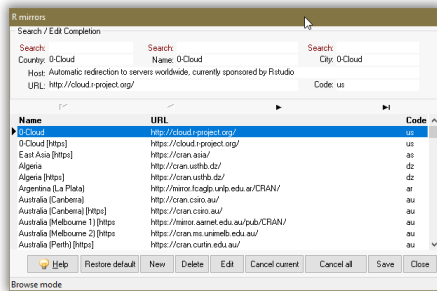 R mirrors
Search / Edit Completion
Search: Search: Search:
Country: 0-Cloud Name: 0-Cloud City: 0-Cloud
Host: Automatic redirection to servers worldwide, currently sponsored by Rstudio
URL: http://cloud.r-project.org/ Code: us
Name URL Code
0-Cloud http://cloud.r-project.org/ us
0-Cloud [https] https://cloud.r-project.org/ us
East Asia [https] https://cran.asia/ as
Algeria http://cran.usthb.dz/ dz
Algeria [https] https://cran.usthb.dz/ dz
Argentina (La Plata) http://mirror.fcaglp.unlp.edu.ar/CRAN/ ar
Australia (Canberra) http://cran.csiro.au/ au
Australia (Canberra) [https] https://cran.csiro.au/ au
Australia (Melbourne 1) [https https://mirror.aarnet.edu.au/pub/CRAN/ au
Australia (Melbourne 2) [https https://cran.ms.unimelb.edu.au/ au
Australia (Perth) [https] https://cran.curtin.edu.au/ au
Help Restore default New Delete Edit Cancel current Cancel all Save Close
Browse mode